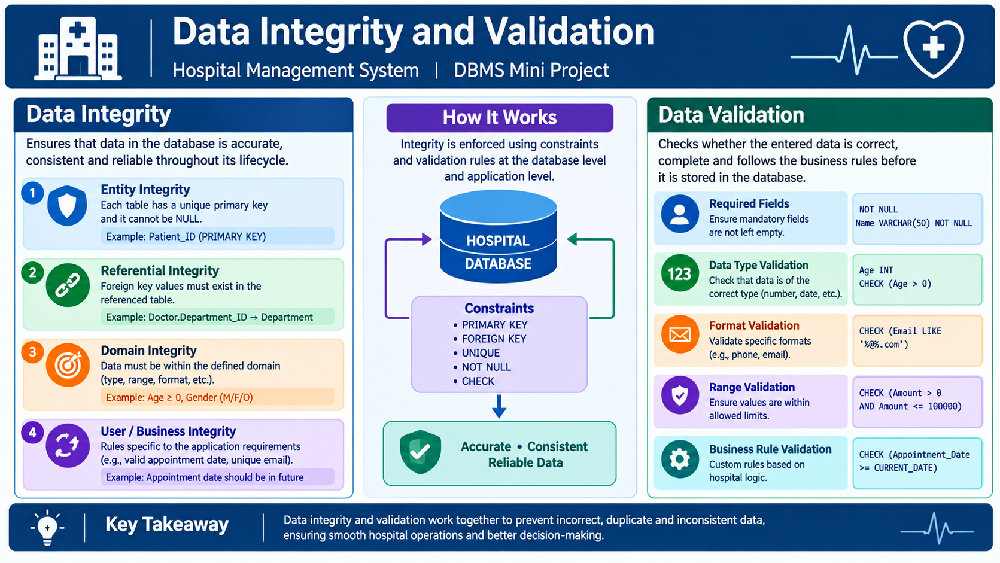 Data Integrity and Validation
Hospital Management System | DBMS Mini Project
Data Integrity
Ensures that data in the database is accurate,
consistent and reliable throughout its lifecycle.
1
Entity Integrity
Each table has a unique primary key
and it cannot be NULL.
Example: Patient_ID (PRIMARY KEY)
2
Referential Integrity
Foreign key values must exist in the
referenced table.
Example: Doctor.Department_ID → Department
3
Domain Integrity
Data must be within the defined domain
(type, range, format, etc.).
Example: Age ≥ 0, Gender (M/F/O)
4
User / Business Integrity
Rules specific to the application requirements
(e.g., valid appointment date, unique email).
Example: Appointment date should be in future
How It Works
Integrity is enforced using constraints
and validation rules at the database level
and application level.
HOSPITAL
DATABASE
Constraints
• PRIMARY KEY
• FOREIGN KEY
• UNIQUE
• NOT NULL
• CHECK
Accurate • Consistent
Reliable Data
Data Validation
Checks whether the entered data is correct,
complete and follows the business rules before
it is stored in the database.
Required Fields
Ensure mandatory fields
are not left empty.
NOT NULL
Name VARCHAR(50) NOT NULL
123
Data Type Validation
Check that data is of the
correct type (number, date, etc.).
Age INT
CHECK (Age > 0)
Format Validation
Validate specific formats
(e.g., phone, email).
CHECK (Email LIKE
'%@%.com')
Range Validation
Ensure values are within
allowed limits.
CHECK (Amount > 0
AND Amount <= 100000)
Business Rule Validation
Custom rules based on
hospital logic.
CHECK (Appointment_Date
>= CURRENT_DATE)
Key Takeaway
Data integrity and validation work together to prevent incorrect, duplicate and inconsistent data,
ensuring smooth hospital operations and better decision-making.